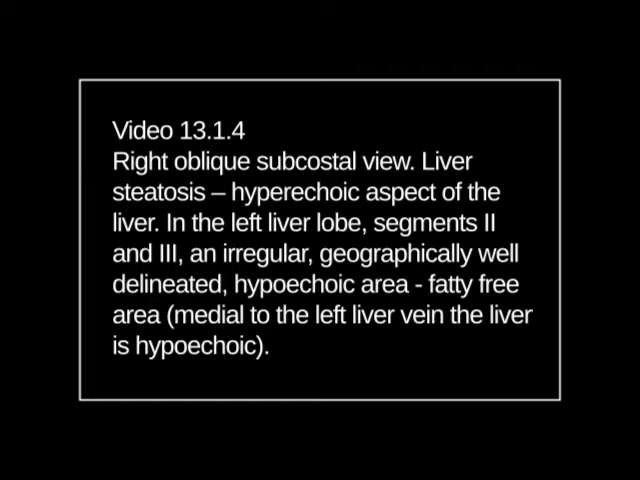 Video 13.1.4
Right oblique subcostal view. Liver
steatosis – hyperechoic aspect of the
liver. In the left liver lobe, segments II
and III, an irregular, geographically well
delineated, hypoechoic area - fatty free
area (medial to the left liver vein the liver
is hypoechoic).